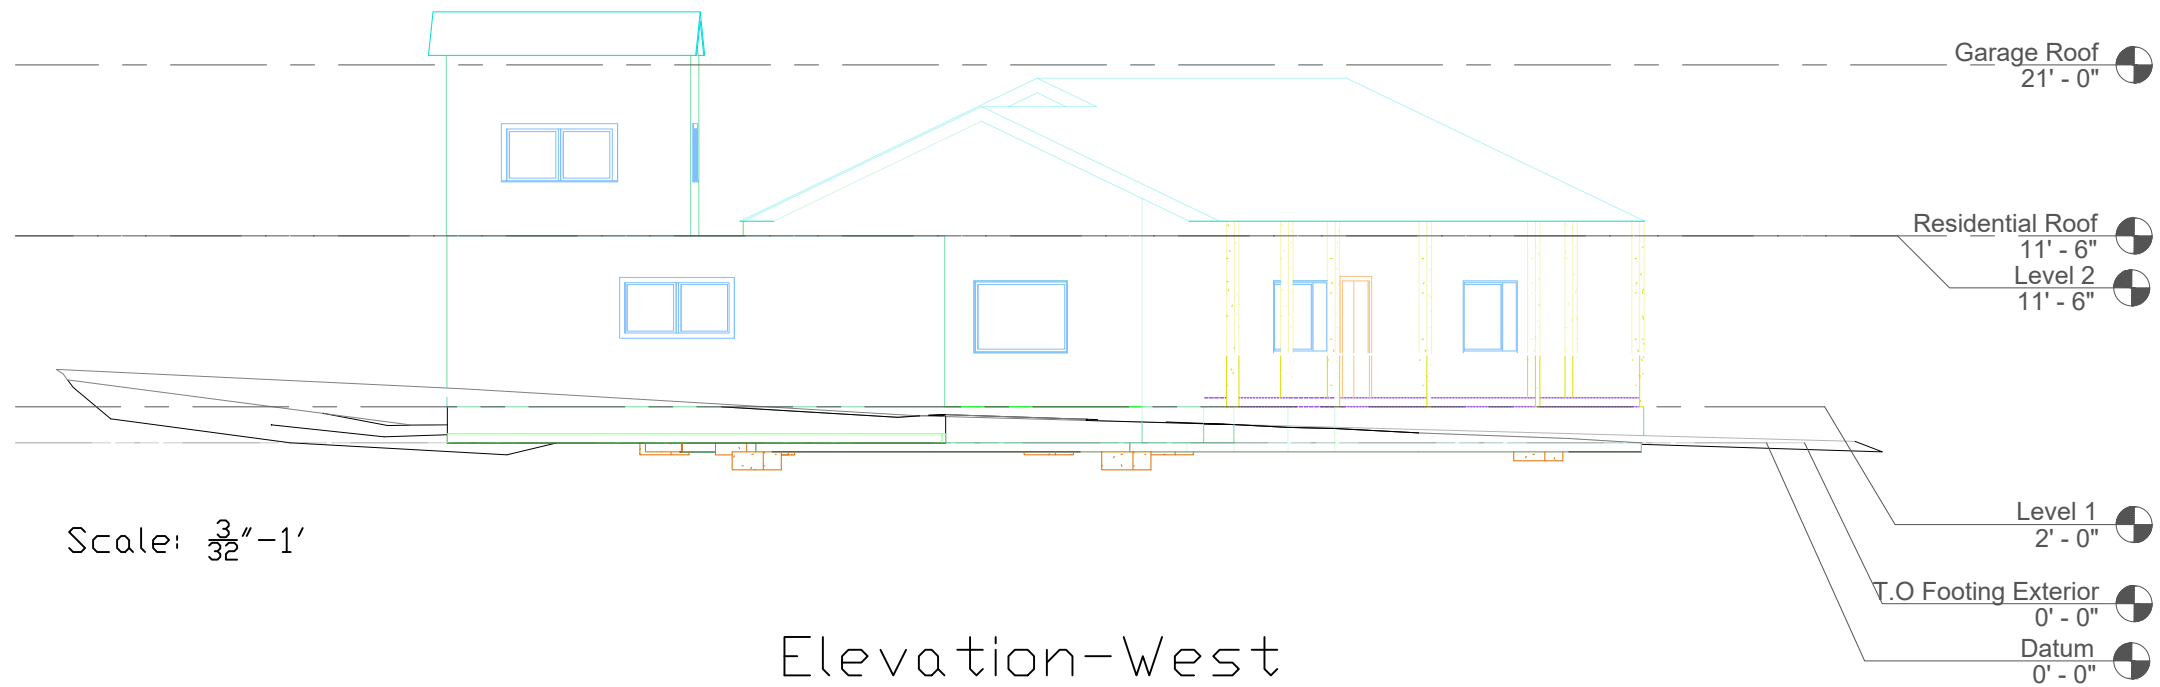 Garage Roof
21' - 0"
Residential Roof
11' - 6"
Level 2
11' - 6"
Level 1
2' - 0"
T.O Footing Exterior
0' - 0"
Datum
0' - 0"
Scale: 3/32"-1'
Elevation-West